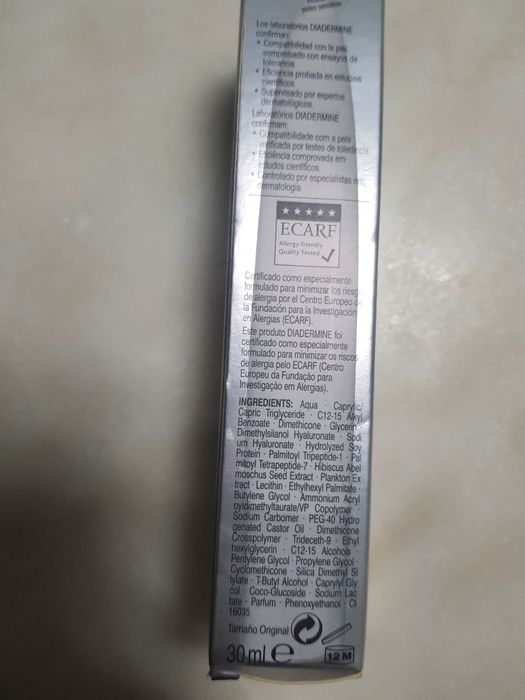 pieles sensibles
Los laboratorios DIADERMINE
confirman:
• Compatibilidad con la piel
comprobado con ensayos de
tolerancia.
• Eficiencia probada en estudios
científicos.
• Supervisado por expertos
dermatológicos.
Laboratórios DIADERMINE
confirmam:
• Compatibilidade com a pele
verificada por testes de tolerância
• Eficiência comprovada em
estudos científicos.
• Controlado por especialistas em
dermatologia.
ECARF
Allergy-friendly
Quality Tested
Certificado como especialmente
formulado para minimizar los riesg
de alergia por el Centro Europeo de
la Fundación para la Investigación
en Alergias (ECARF).
Este produto DIADERMINE foi
certificado como especialmente
formulado para minimizar os riscos
de alergia pelo ECARF (Centro
Europeu da Fundação para
Investigação em Alergias).
INGREDIENTS: Aqua · Caprylic/
Capric Triglyceride · C12-15 Alkyl
Benzoate · Dimethicone · Glycerin
Dimethylsilanol Hyaluronate · Sodi
um Hyaluronate · Hydrolyzed Soy
Protein · Palmitoyl Tripeptide-1 · Pal
mitoyl Tetrapeptide-7 · Hibiscus Abel
moschus Seed Extract · Plankton Ex
tract · Lecithin · Ethylhexyl Palmitate ·
Butylene Glycol · Ammonium Acryl
oyldimethyltaurate/VP Copolymer
Sodium Carbomer · PEG-40 Hydro
genated Castor Oil · Dimethicone
Crosspolymer · Trideceth-9 · Ethyl
hexylglycerin · C12-15 Alcohols ·
Pentylene Glycol · Propylene Glycol ·
Cyclomethicone · Silica Dimethyl Si
lylate · T-Butyl Alcohol · Caprylyl Gly
col · Coco-Glucoside · Sodium Lac
tate · Parfum · Phenoxyethanol · CI
16035
Tamaño Original
30 ml e
12 M